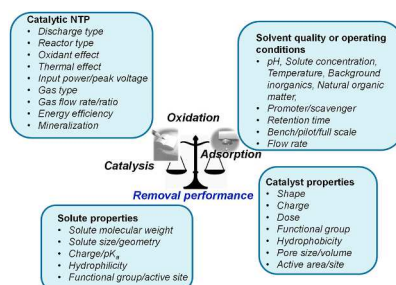 Catalytic NTP
• Discharge type
• Reactor type
• Oxidant effect
• Thermal effect
• Input power/peak voltage
• Gas type
• Gas flow rate/ratio
• Energy efficiency
• Mineralization
Solvent quality or operating
conditions
• pH, Solute concentration,
Temperature, Background
inorganics, Natural organic
matter,
• Promoter/scavenger
• Retention time
• Bench/pilot/full scale
• Flow rate
Oxidation
Catalysis
Adsorption
Removal performance
Solute properties
• Solute molecular weight
• Solute size/geometry
• Charge/pKa
• Hydrophilicity
• Functional group/active site
Catalyst properties
• Shape
• Charge
• Dose
• Functional group
• Hydrophobicity
• Pore size/volume
• Active area/site